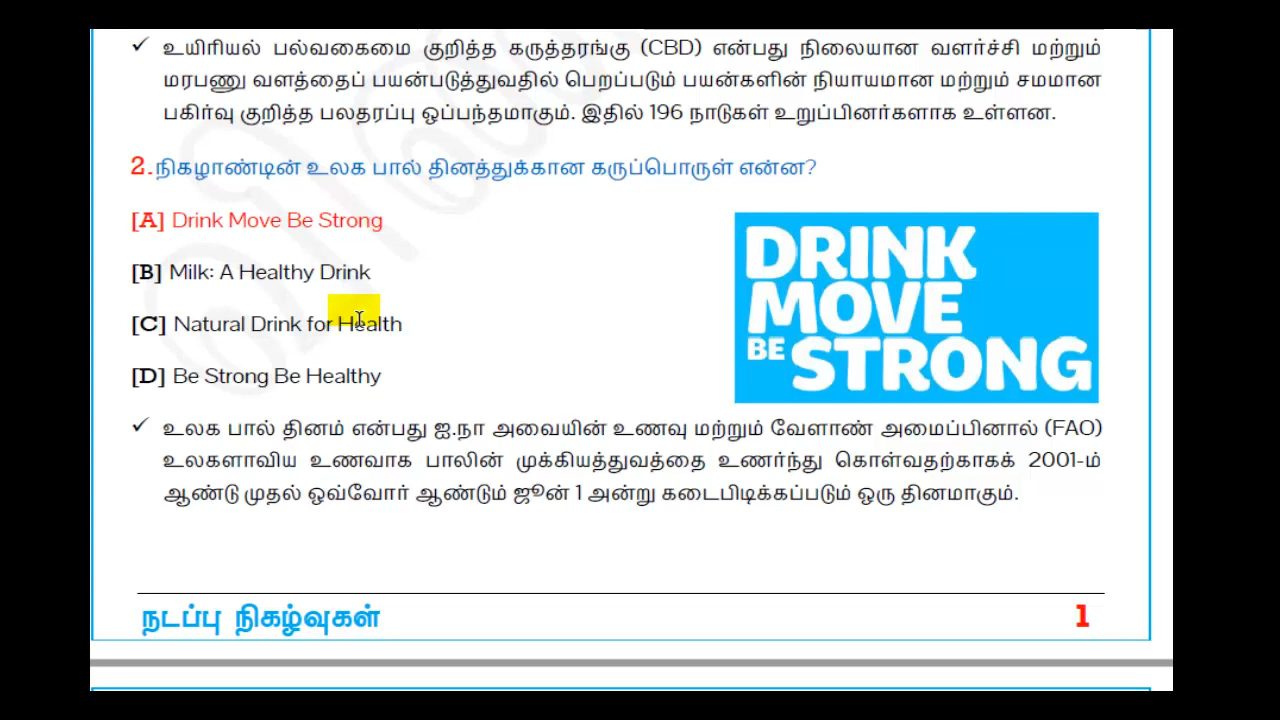 ✓ உயிரியல் பல்வகைமை குறித்த கருத்தரங்கு (CBD) என்பது நிலையான வளர்ச்சி மற்றும்
மரபணு வளத்தைப் பயன்படுத்துவதில் பெறப்படும் பயன்களின் நியாயமான மற்றும் சமமான
பகிர்வு குறித்த பலதரப்பு ஒப்பந்தமாகும். இதில் 196 நாடுகள் உறுப்பினர்களாக உள்ளன.
2.நிகழாண்டின் உலக பால் தினத்துக்கான கருப்பொருள் என்ன?
[A] Drink Move Be Strong
[B] Milk: A Healthy Drink
[C] Natural Drink for Health
[D] Be Strong Be Healthy
DRINK
MOVE
BE STRONG
✓ உலக பால் தினம் என்பது ஐ.நா அவையின் உணவு மற்றும் வேளாண் அமைப்பினால் (FAO)
உலகளாவிய உணவாக பாலின் முக்கியத்துவத்தை உணர்ந்து கொள்வதற்காகக் 2001-ம்
ஆண்டு முதல் ஒவ்வோர் ஆண்டும் ஜூன் 1 அன்று கடைபிடிக்கப்படும் ஒரு தினமாகும்.
நடப்பு நிகழ்வுகள் 1